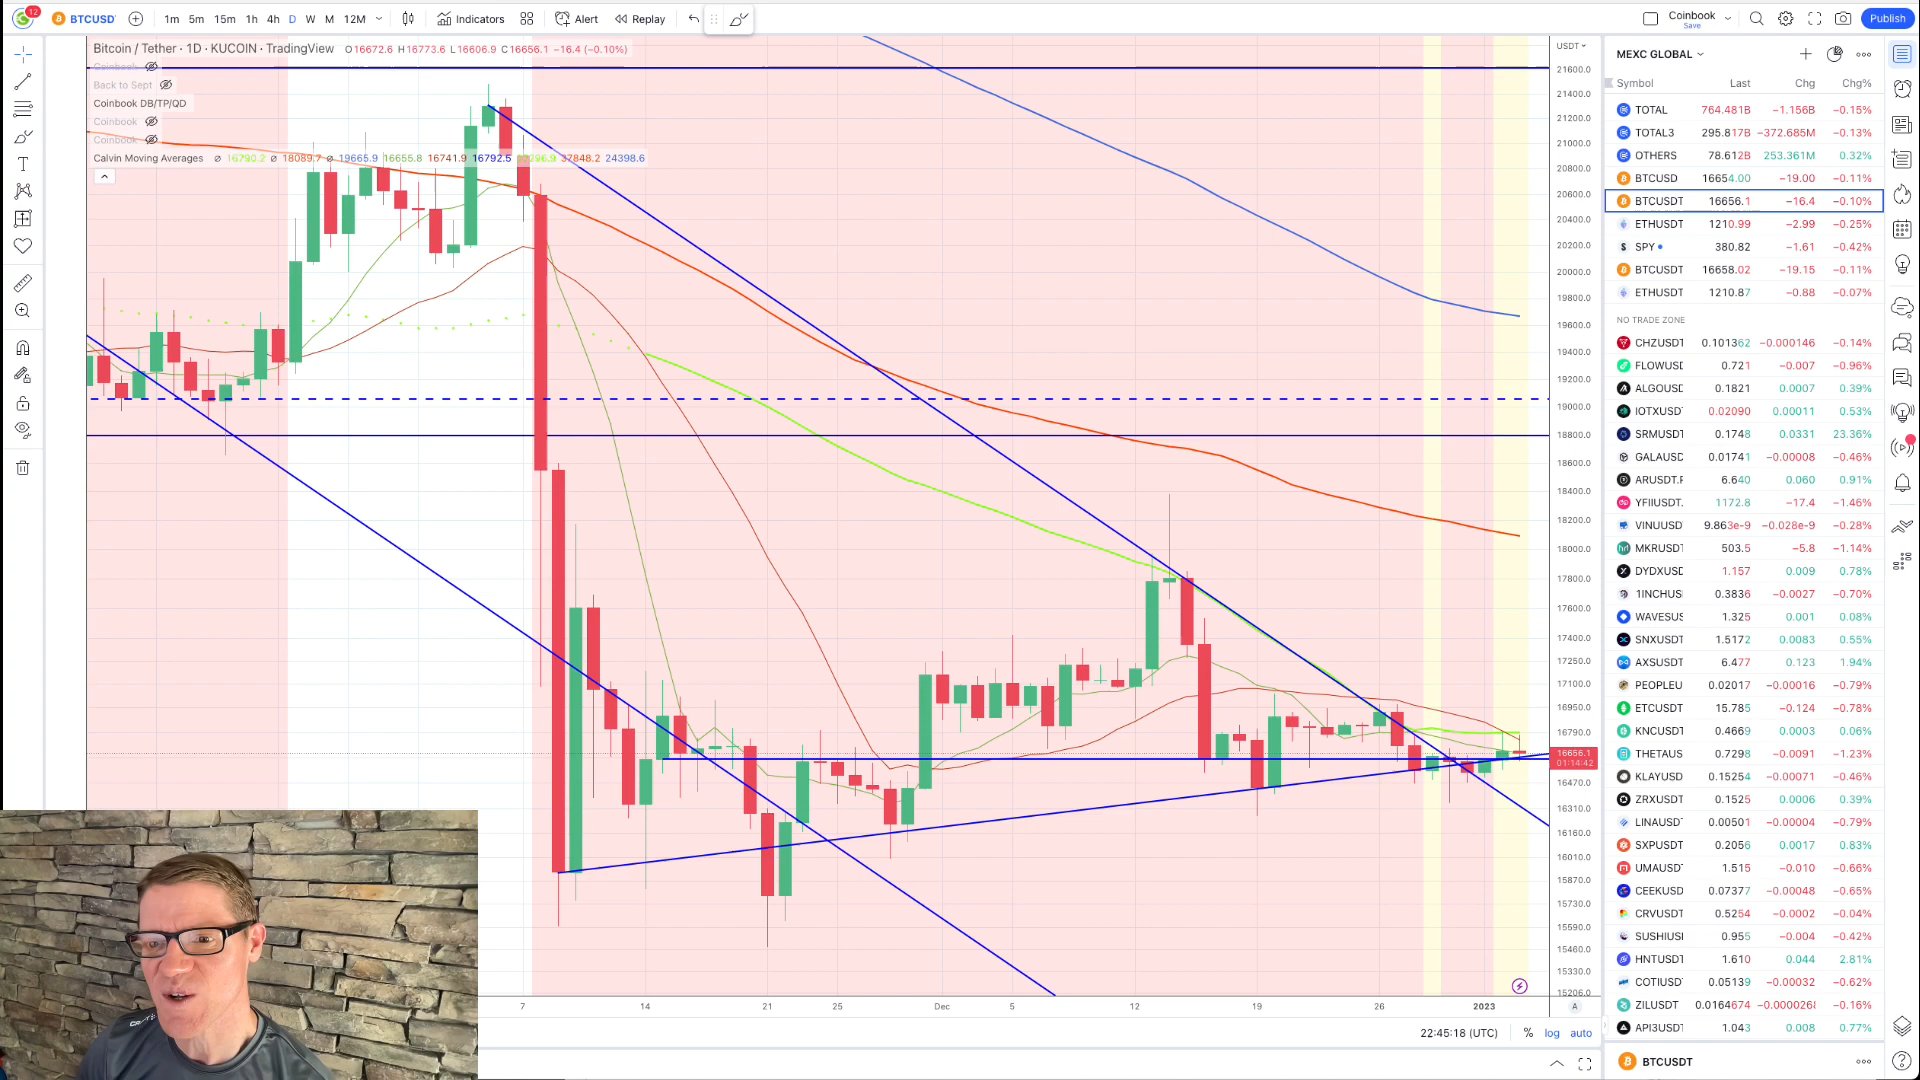 12 BTCUSD 1m 5m 15m 1h 4h D W M 12M Indicators Alert Replay Coinbook Save Publish
Bitcoin / Tether · 1D · KUCOIN · TradingView O16672.6 H16773.6 L16606.9 C16656.1 −16.4 (−0.10%)
Coinbook
Back to Sept
Coinbook DB/TP/QD
Coinbook
Coinbook
Calvin Moving Averages ∅ 16790.2 ∅ 18089.7 ∅ 19665.9 16655.8 16741.9 16792.5 37848.2 24398.6
USDT
21600.0
21400.0
21200.0
21000.0
20800.0
20600.0
20400.0
20200.0
20000.0
19800.0
19600.0
19400.0
19200.0
19000.0
18800.0
18600.0
18400.0
18200.0
18000.0
17800.0
17600.0
17400.0
17250.0
17100.0
16950.0
16790.0
16656.1
01:14:42
16470.0
16310.0
16160.0
16010.0
15870.0
15730.0
15590.0
15460.0
15330.0
15206.0
7 14 21 25 Dec 5 12 19 26 2023 A
22:45:18 (UTC) % log auto
MEXC GLOBAL
Symbol Last Chg Chg%
TOTAL 764.481B −1.156B −0.15%
TOTAL3 295.817B −372.685M −0.13%
OTHERS 78.612B 253.361M 0.32%
BTCUSD 16654.00 −19.00 −0.11%
BTCUSDT 16656.1 −16.4 −0.10%
ETHUSDT 1210.99 −2.99 −0.25%
SPY 380.82 −1.61 −0.42%
BTCUSDT 16658.02 −19.15 −0.11%
ETHUSDT 1210.87 −0.88 −0.07%
NO TRADE ZONE
CHZUSDT 0.101362 −0.000146 −0.14%
FLOWUSD 0.721 −0.007 −0.96%
ALGOUSD 0.1821 0.0007 0.39%
IOTXUSD 0.02090 0.00011 0.53%
SRMUSDT 0.1748 0.0331 23.36%
GALAUSD 0.01741 −0.00008 −0.46%
ARUSDT.F 6.640 0.060 0.91%
YFIIUSDT. 1172.8 −17.4 −1.46%
VINUUSD 9.863e-9 −0.028e-9 −0.28%
MKRUSDT 503.5 −5.8 −1.14%
DYDXUSD 1.157 0.009 0.78%
1INCHUS 0.3836 −0.0027 −0.70%
WAVESUS 1.325 0.001 0.08%
SNXUSDT 1.5172 0.0083 0.55%
AXSUSDT 6.477 0.123 1.94%
PEOPLEU 0.02017 −0.00016 −0.79%
ETCUSDT 15.785 −0.124 −0.78%
KNCUSDT 0.4669 0.0003 0.06%
THETAUS 0.7298 −0.0091 −1.23%
KLAYUSD 0.15254 −0.00071 −0.46%
ZRXUSDT 0.1525 0.0006 0.39%
LINAUSD 0.00501 −0.00004 −0.79%
SXPUSDT 0.2056 0.0017 0.83%
UMAUSDT 1.515 −0.010 −0.66%
CEEKUSD 0.07377 −0.00048 −0.65%
CRVUSDT 0.5254 −0.0002 −0.04%
SUSHIUS 0.955 −0.004 −0.42%
HNTUSDT 1.610 0.044 2.81%
COTIUSD 0.05139 −0.00032 −0.62%
ZILUSDT 0.0164674 −0.0000268 −0.16%
API3USDT 1.043 0.008 0.77%
BTCUSDT